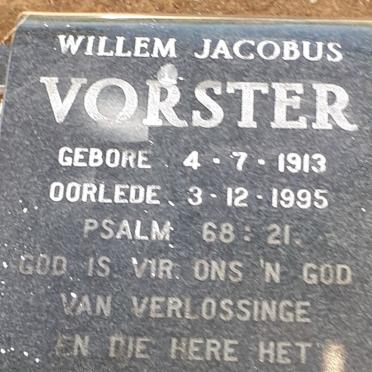 WILLEM JACOBUS
VORSTER
GEBORE 4-7-1913
OORLEDE 3-12-1995
PSALM 68:21.
GOD IS VIR ONS 'N GOD
VAN VERLOSSINGE
EN DIE HERE HET